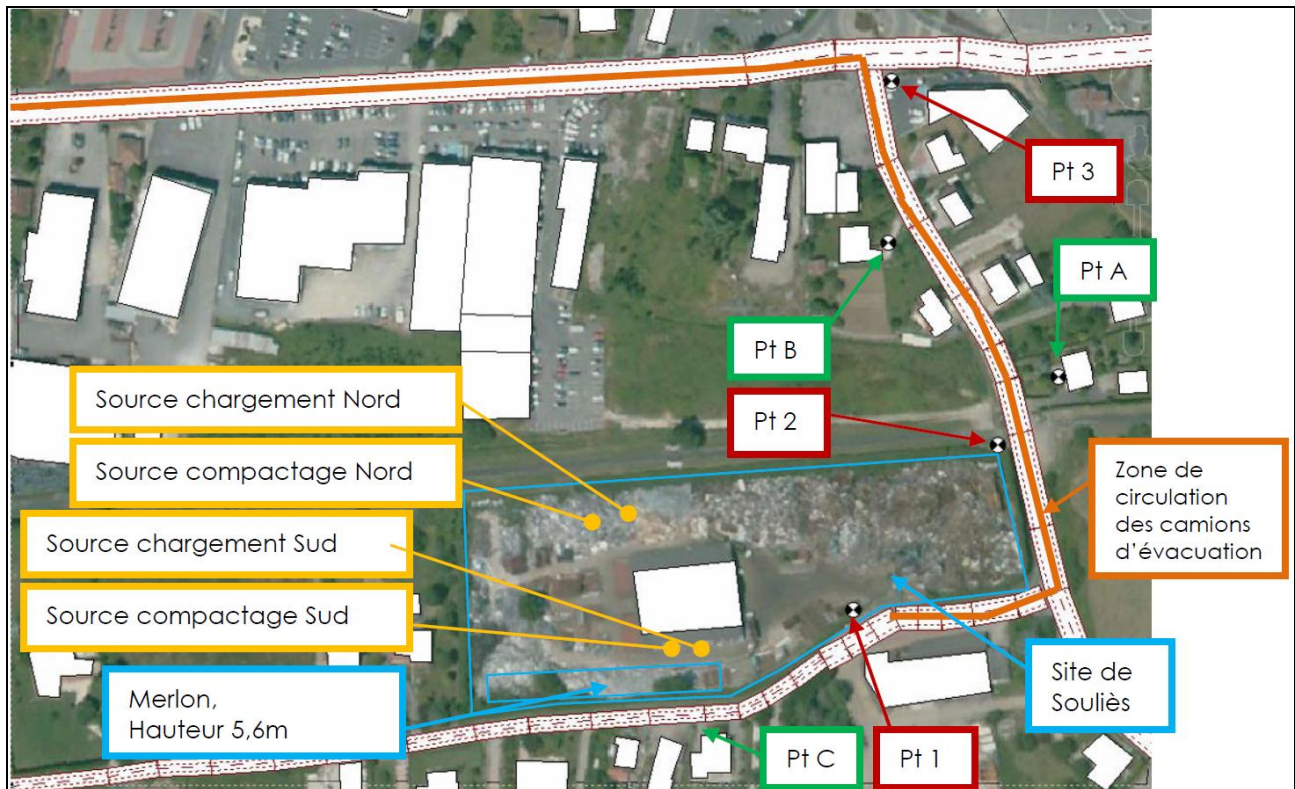 Pt 3
Pt A
Pt B
Source chargement Nord
Pt 2
Source compactage Nord
Zone de
circulation
des camions
d'évacuation
Source chargement Sud
Source compactage Sud
Merlon,
Hauteur 5,6m
Site de
Souliès
Pt C
Pt 1